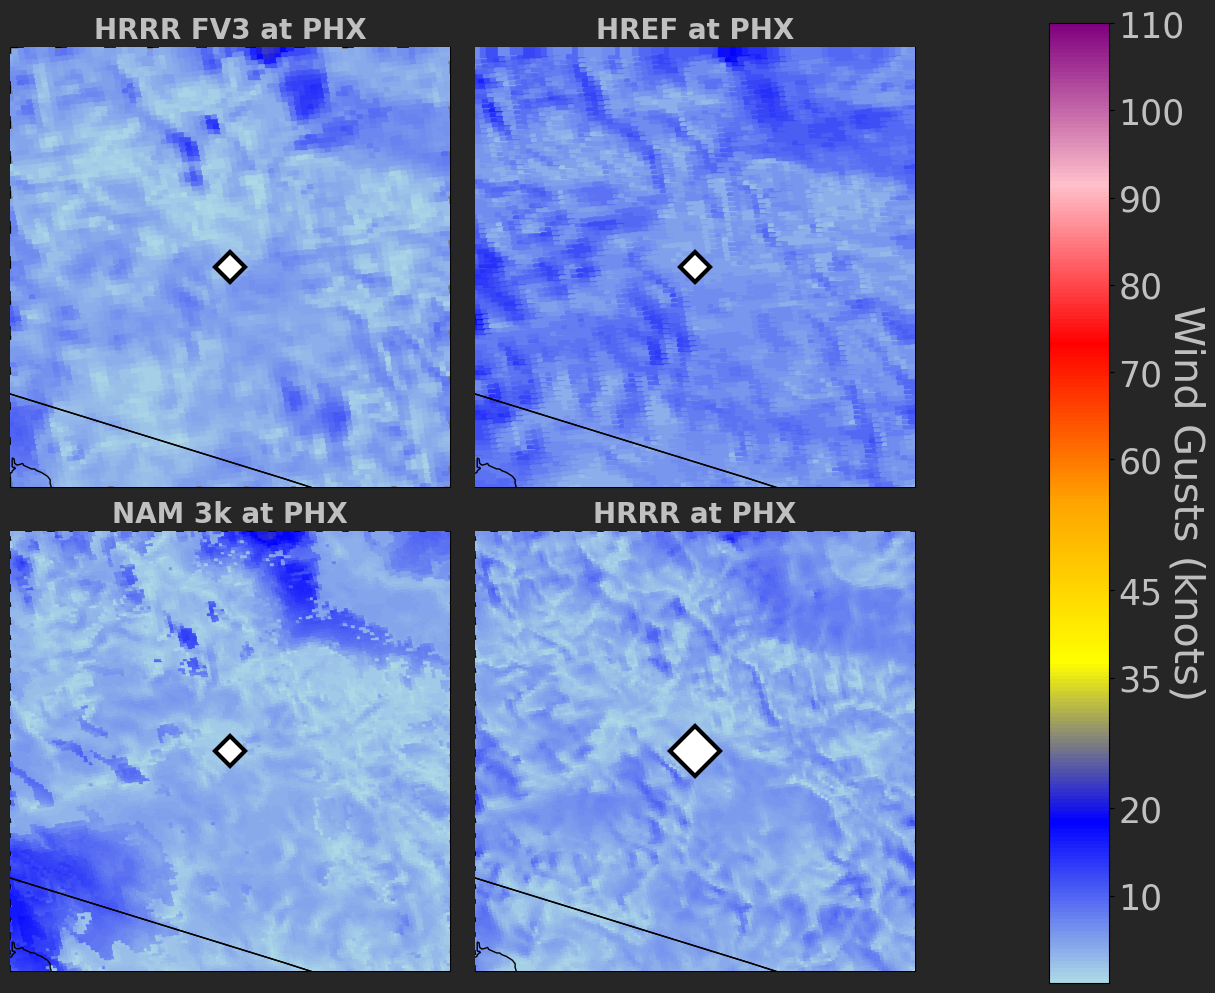 HRRR FV3 at PHX
HREF at PHX
NAM 3k at PHX
HRRR at PHX
110
100
90
80
70
60
45
35
20
10
Wind Gusts (knots)